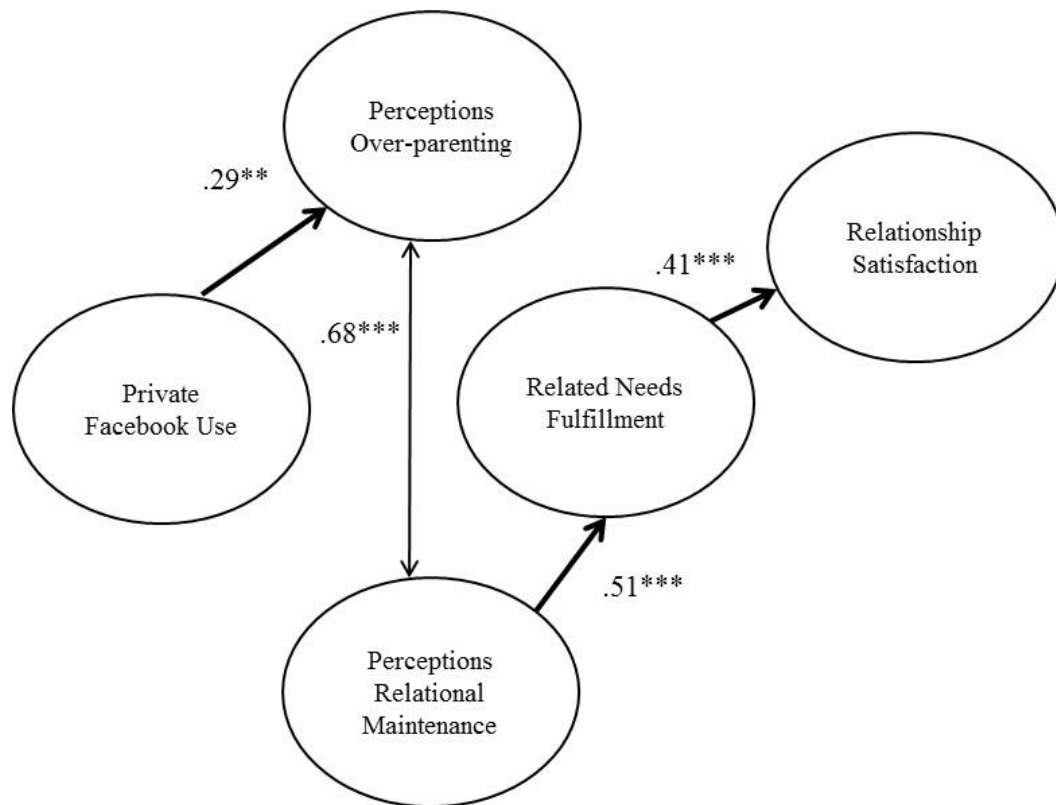 Perceptions
Over-parenting
.29**
Relationship
Satisfaction
.41***
.68***
Private
Facebook Use
Related Needs
Fulfillment
.51***
Perceptions
Relational
Maintenance